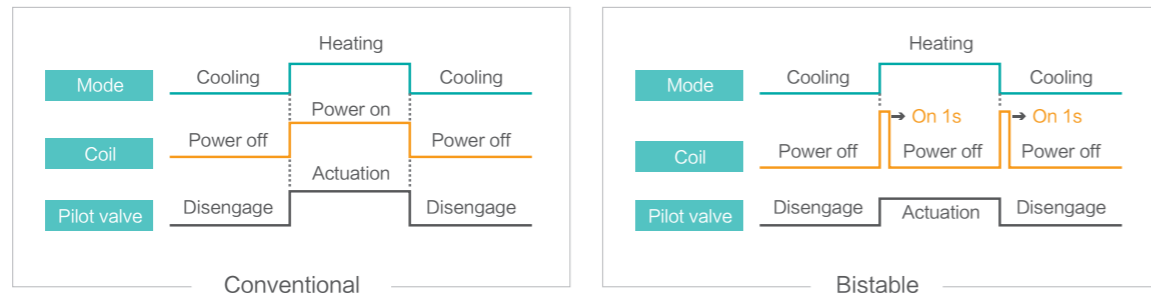 Heating
Mode Cooling Cooling
Power on
Coil Power off Power off
Actuation
Pilot valve Disengage Disengage
Conventional
Heating
Mode Cooling Cooling
➔ On 1s ➔ On 1s
Coil Power off Power off Power off
Pilot valve Disengage Actuation Disengage
Bistable